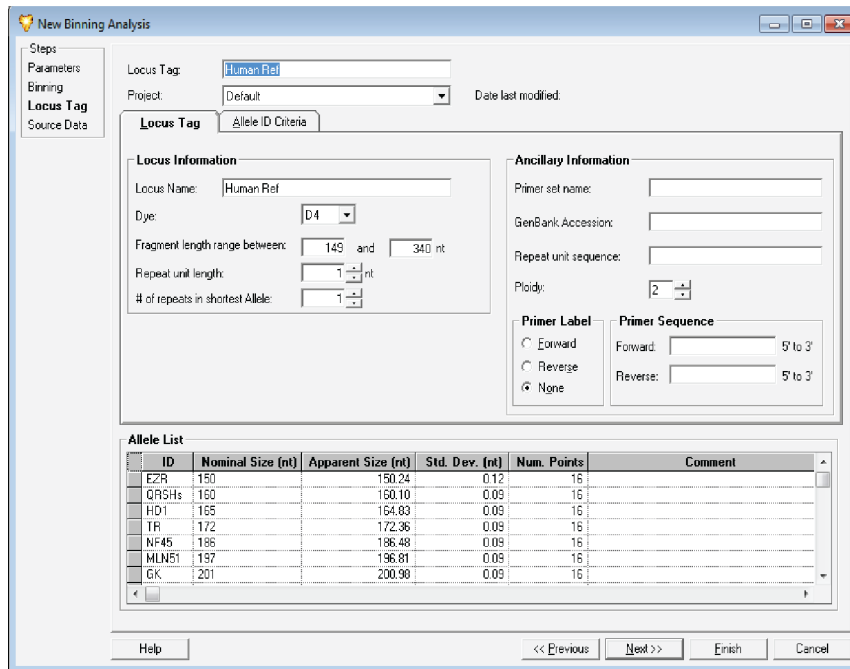 New Binning Analysis
Steps
Parameters
Binning
Locus Tag
Source Data
Locus Tag: Human Ref
Project: Default Date last modified:
Locus Tag Allele ID Criteria
Locus Information
Locus Name: Human Ref
Dye: D4
Fragment length range between: 149 and 340 nt
Repeat unit length: 1 nt
# of repeats in shortest Allele: 1
Ancillary Information
Primer set name:
GenBank Accession:
Repeat unit sequence:
Ploidy: 2
Primer Label
Forward
Reverse
None
Primer Sequence
Forward: 5' to 3'
Reverse: 5' to 3'
Allele List
ID Nominal Size (nt) Apparent Size (nt) Std. Dev. (nt) Num. Points Comment
EZR 150 150.24 0.12 16
QRSHs 160 160.10 0.09 16
HD1 165 164.83 0.09 16
TR 172 172.36 0.09 16
NF45 186 186.48 0.09 16
MLN51 197 196.81 0.09 16
GK 201 200.98 0.09 16
Help << Previous Next >> Finish Cancel